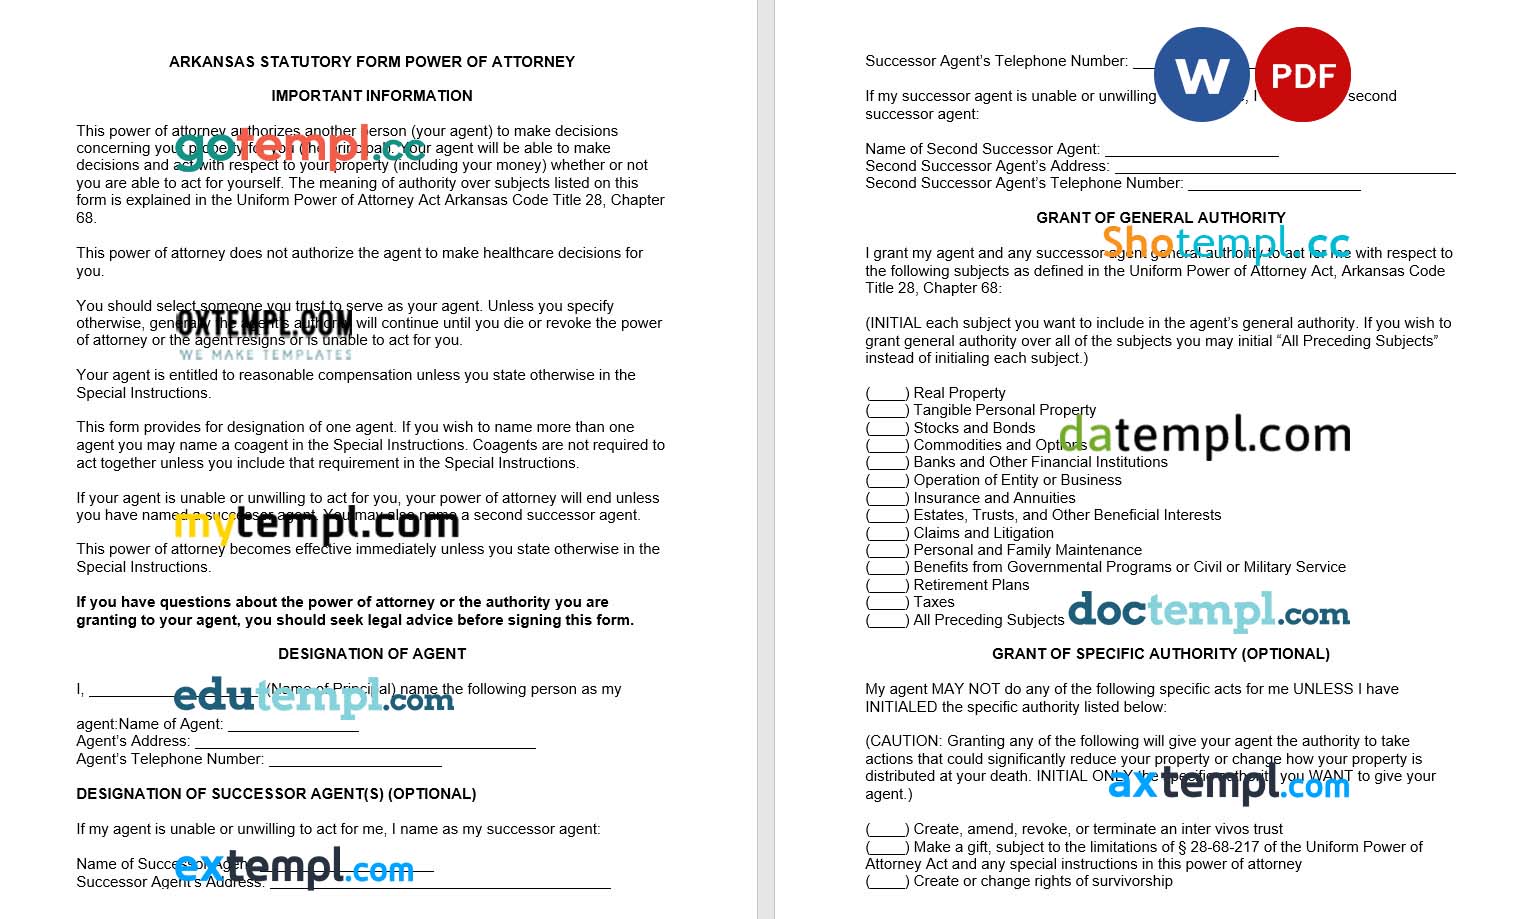 ARKANSAS STATUTORY FORM POWER OF ATTORNEY
IMPORTANT INFORMATION
This power of attorney authorizes another person (your agent) to make decisions
concerning your property for you (the principal). Your agent will be able to make
decisions and act with respect to your property (including your money) whether or not
you are able to act for yourself. The meaning of authority over subjects listed on this
form is explained in the Uniform Power of Attorney Act Arkansas Code Title 28, Chapter
68.
gotempl.cc
This power of attorney does not authorize the agent to make healthcare decisions for
you.
You should select someone you trust to serve as your agent. Unless you specify
otherwise, generally the agent's authority will continue until you die or revoke the power
of attorney or the agent resigns or is unable to act for you.
OXTEMPL.COM
WE MAKE TEMPLATES
Your agent is entitled to reasonable compensation unless you state otherwise in the
Special Instructions.
This form provides for designation of one agent. If you wish to name more than one
agent you may name a coagent in the Special Instructions. Coagents are not required to
act together unless you include that requirement in the Special Instructions.
If your agent is unable or unwilling to act for you, your power of attorney will end unless
you have named a successor agent. You may also name a second successor agent.
mytempl.com
This power of attorney becomes effective immediately unless you state otherwise in the
Special Instructions.
If you have questions about the power of attorney or the authority you are
granting to your agent, you should seek legal advice before signing this form.
DESIGNATION OF AGENT
I, ____________________ (Name of Principal) name the following person as my
edutempl.com
agent:Name of Agent: _______________
Agent's Address: ________________________________________
Agent's Telephone Number: ____________________
DESIGNATION OF SUCCESSOR AGENT(S) (OPTIONAL)
If my agent is unable or unwilling to act for me, I name as my successor agent:
Name of Successor Agent: ____________________
extempl.com
Successor Agent's Address: ________________________________________
Successor Agent's Telephone Number: ____________________
W PDF
If my successor agent is unable or unwilling , I second
successor agent:
Name of Second Successor Agent: ____________________
Second Successor Agent's Address: ________________________________________
Second Successor Agent's Telephone Number: ____________________
GRANT OF GENERAL AUTHORITY
Shotempl.cc
I grant my agent and any successor agent general authority to act for me with respect to
the following subjects as defined in the Uniform Power of Attorney Act, Arkansas Code
Title 28, Chapter 68:
(INITIAL each subject you want to include in the agent's general authority. If you wish to
grant general authority over all of the subjects you may initial “All Preceding Subjects”
instead of initialing each subject.)
(____) Real Property
(____) Tangible Personal Property
(____) Stocks and Bonds
(____) Commodities and Options
datempl.com
(____) Banks and Other Financial Institutions
(____) Operation of Entity or Business
(____) Insurance and Annuities
(____) Estates, Trusts, and Other Beneficial Interests
(____) Claims and Litigation
(____) Personal and Family Maintenance
(____) Benefits from Governmental Programs or Civil or Military Service
(____) Retirement Plans
(____) Taxes
(____) All Preceding Subjects
doctempl.com
GRANT OF SPECIFIC AUTHORITY (OPTIONAL)
My agent MAY NOT do any of the following specific acts for me UNLESS I have
INITIALED the specific authority listed below:
(CAUTION: Granting any of the following will give your agent the authority to take
actions that could significantly reduce your property or change how your property is
distributed at your death. INITIAL ONLY the specific authority you WANT to give your
agent.)
axtempl.com
(____) Create, amend, revoke, or terminate an inter vivos trust
(____) Make a gift, subject to the limitations of § 28-68-217 of the Uniform Power of
Attorney Act and any special instructions in this power of attorney
(____) Create or change rights of survivorship